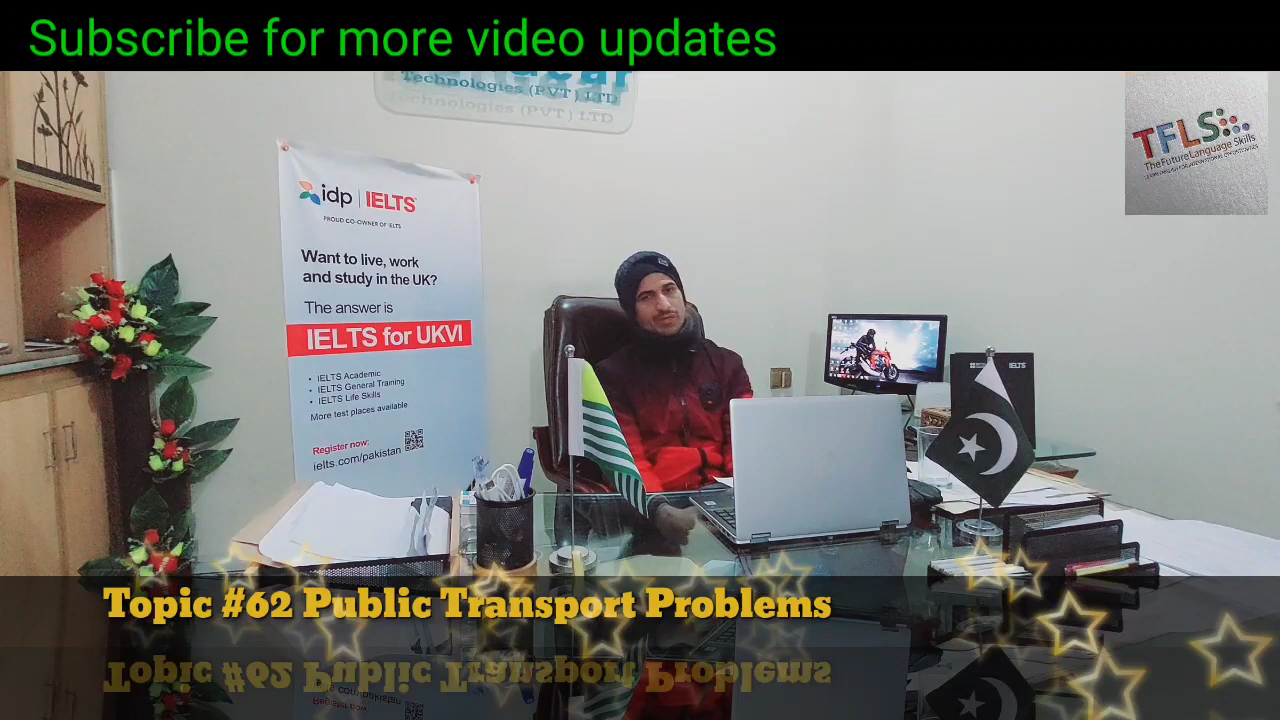 Subscribe for more video updates
Technologies (PVT) LTD
TFLS
The Future Language Skills
idp | IELTS
PROUD CO-OWNER OF IELTS
Want to live, work
and study in the UK?
The answer is
IELTS for UKVI
• IELTS Academic
• IELTS General Training
• IELTS Life Skills
More test places available
Register now:
ielts.com/pakistan
IELTS
Topic #62 Public Transport Problems